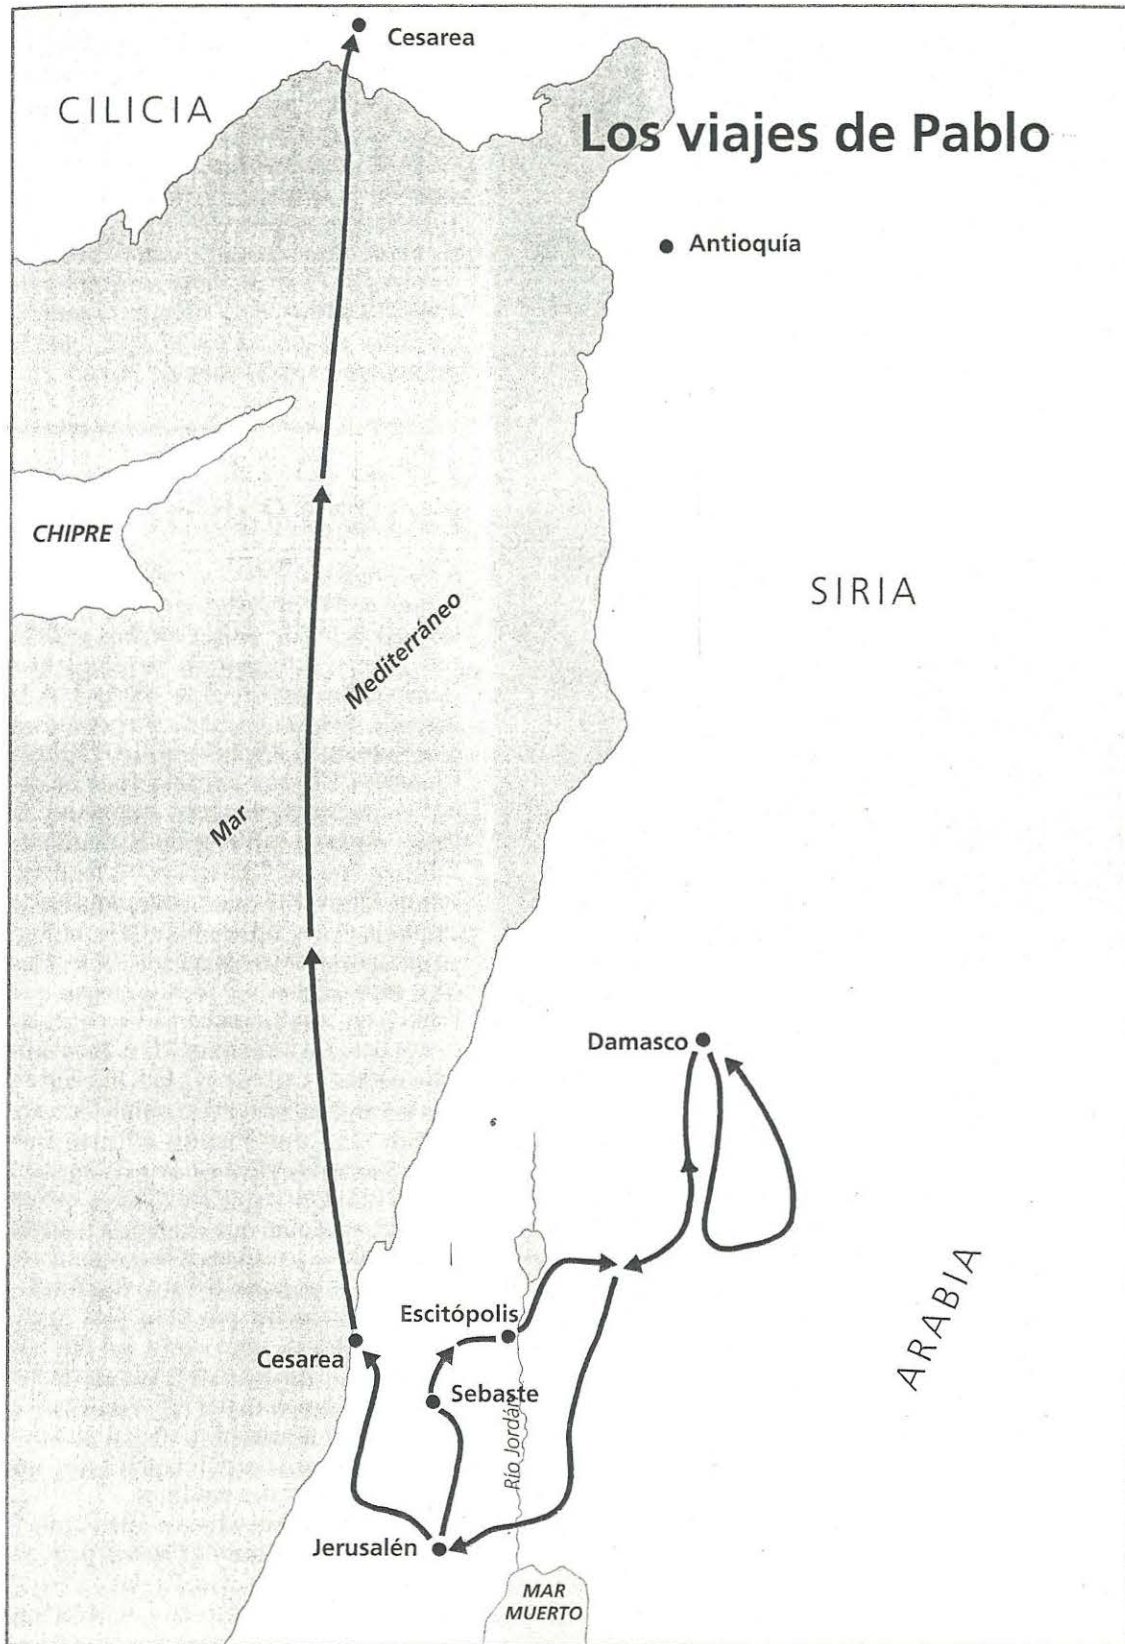 Cesarea
CILICIA
Los viajes de Pablo
Antioquía
CHIPRE
SIRIA
Mediterráneo
Mar
Damasco
ARABIA
Escitópolis
Cesarea
Sebaste
Río Jordán
Jerusalén
MAR
MUERTO